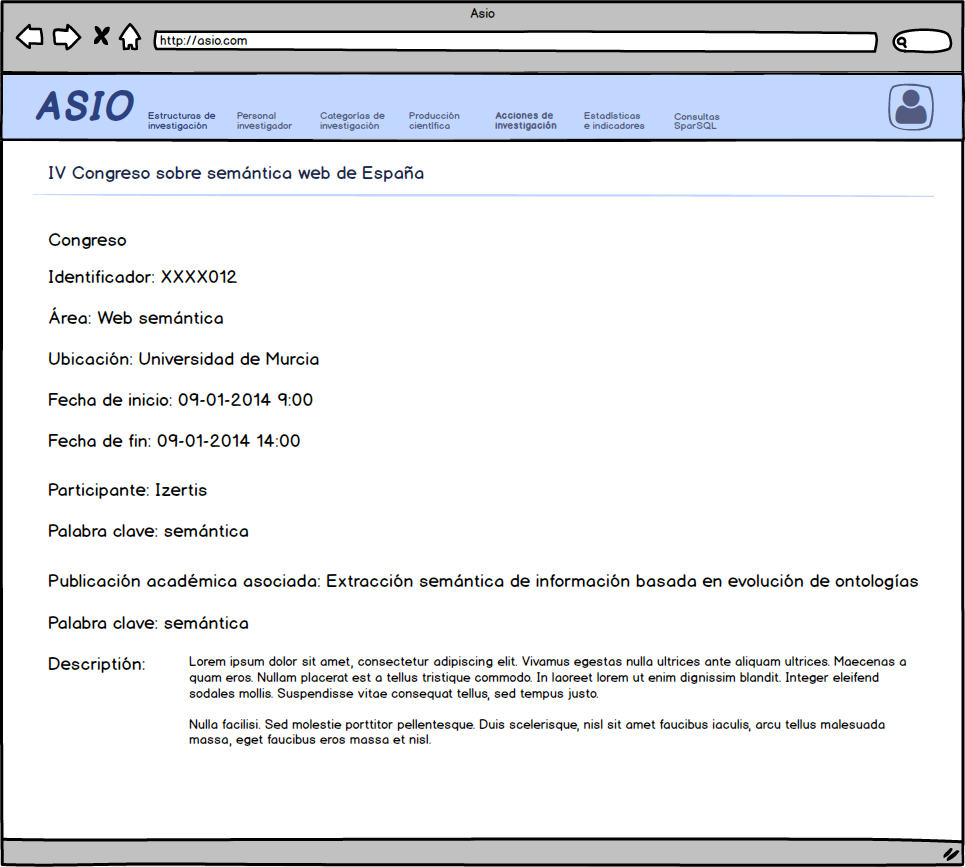 Asio
http://asio.com
ASIO
Estructuras de
investigación
Personal
investigador
Categorías de
investigación
Producción
científica
Acciones de
investigación
Estadísticas
e indicadores
Consultas
SparSQL
IV Congreso sobre semántica web de España
Congreso
Identificador: XXXX012
Área: Web semántica
Ubicación: Universidad de Murcia
Fecha de inicio: 09-01-2014 9:00
Fecha de fin: 09-01-2014 14:00
Participante: Izertis
Palabra clave: semántica
Publicación académica asociada: Extracción semántica de información basada en evolución de ontologías
Palabra clave: semántica
Descriptión:
Lorem ipsum dolor sit amet, consectetur adipiscing elit. Vivamus egestas nulla ultrices ante aliquam ultrices. Maecenas a
quam eros. Nullam placerat est a tellus tristique commodo. In laoreet lorem ut enim dignissim blandit. Integer eleifend
sodales mollis. Suspendisse vitae consequat tellus, sed tempus justo.
Nulla facilisi. Sed molestie porttitor pellentesque. Duis scelerisque, nisl sit amet faucibus iaculis, arcu tellus malesuada
massa, eget faucibus eros massa et nisl.